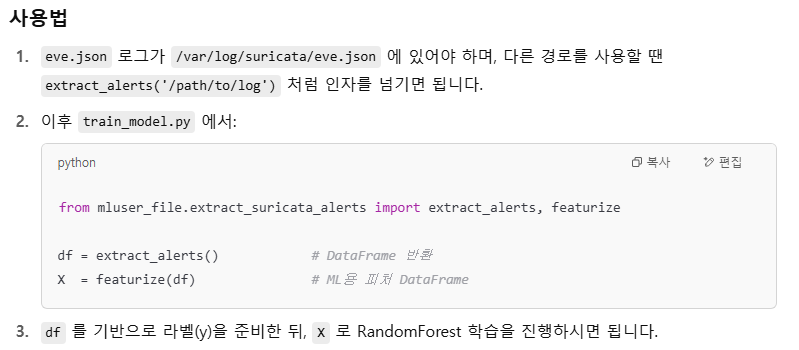 사용법
1. eve.json 로그가 /var/log/suricata/eve.json 에 있어야 하며, 다른 경로를 사용할 땐
extract_alerts('/path/to/log') 처럼 인자를 넘기면 됩니다.
2. 이후 train_model.py 에서:
python 복사 편집
from mluser_file.extract_suricata_alerts import extract_alerts, featurize
df = extract_alerts() # DataFrame 반환
X = featurize(df) # ML용 피처 DataFrame
3. df 를 기반으로 라벨(y)을 준비한 뒤, X 로 RandomForest 학습을 진행하시면 됩니다.